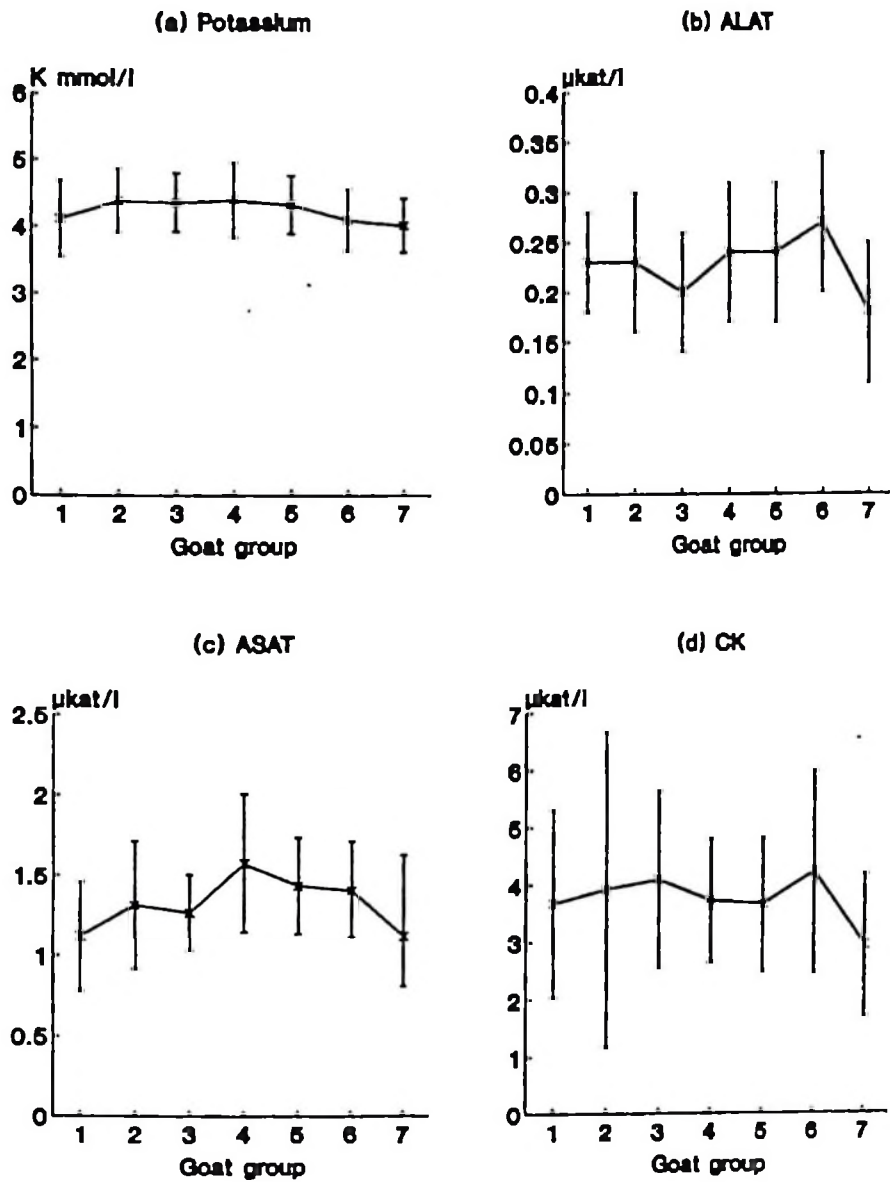 (a) Potassium
K mmol/l
6
5
4
3
2
1
0
1 2 3 4 5 6 7
Goat group
(b) ALAT
µkat/l
0.4
0.35
0.3
0.25
0.2
0.15
0.1
0.05
0
1 2 3 4 5 6 7
Goat group
(c) ASAT
µkat/l
2.5
2
1.5
1
0.5
0
1 2 3 4 5 6 7
Goat group
(d) CK
µkat/l
7
6
5
4
3
2
1
0
1 2 3 4 5 6 7
Goat group